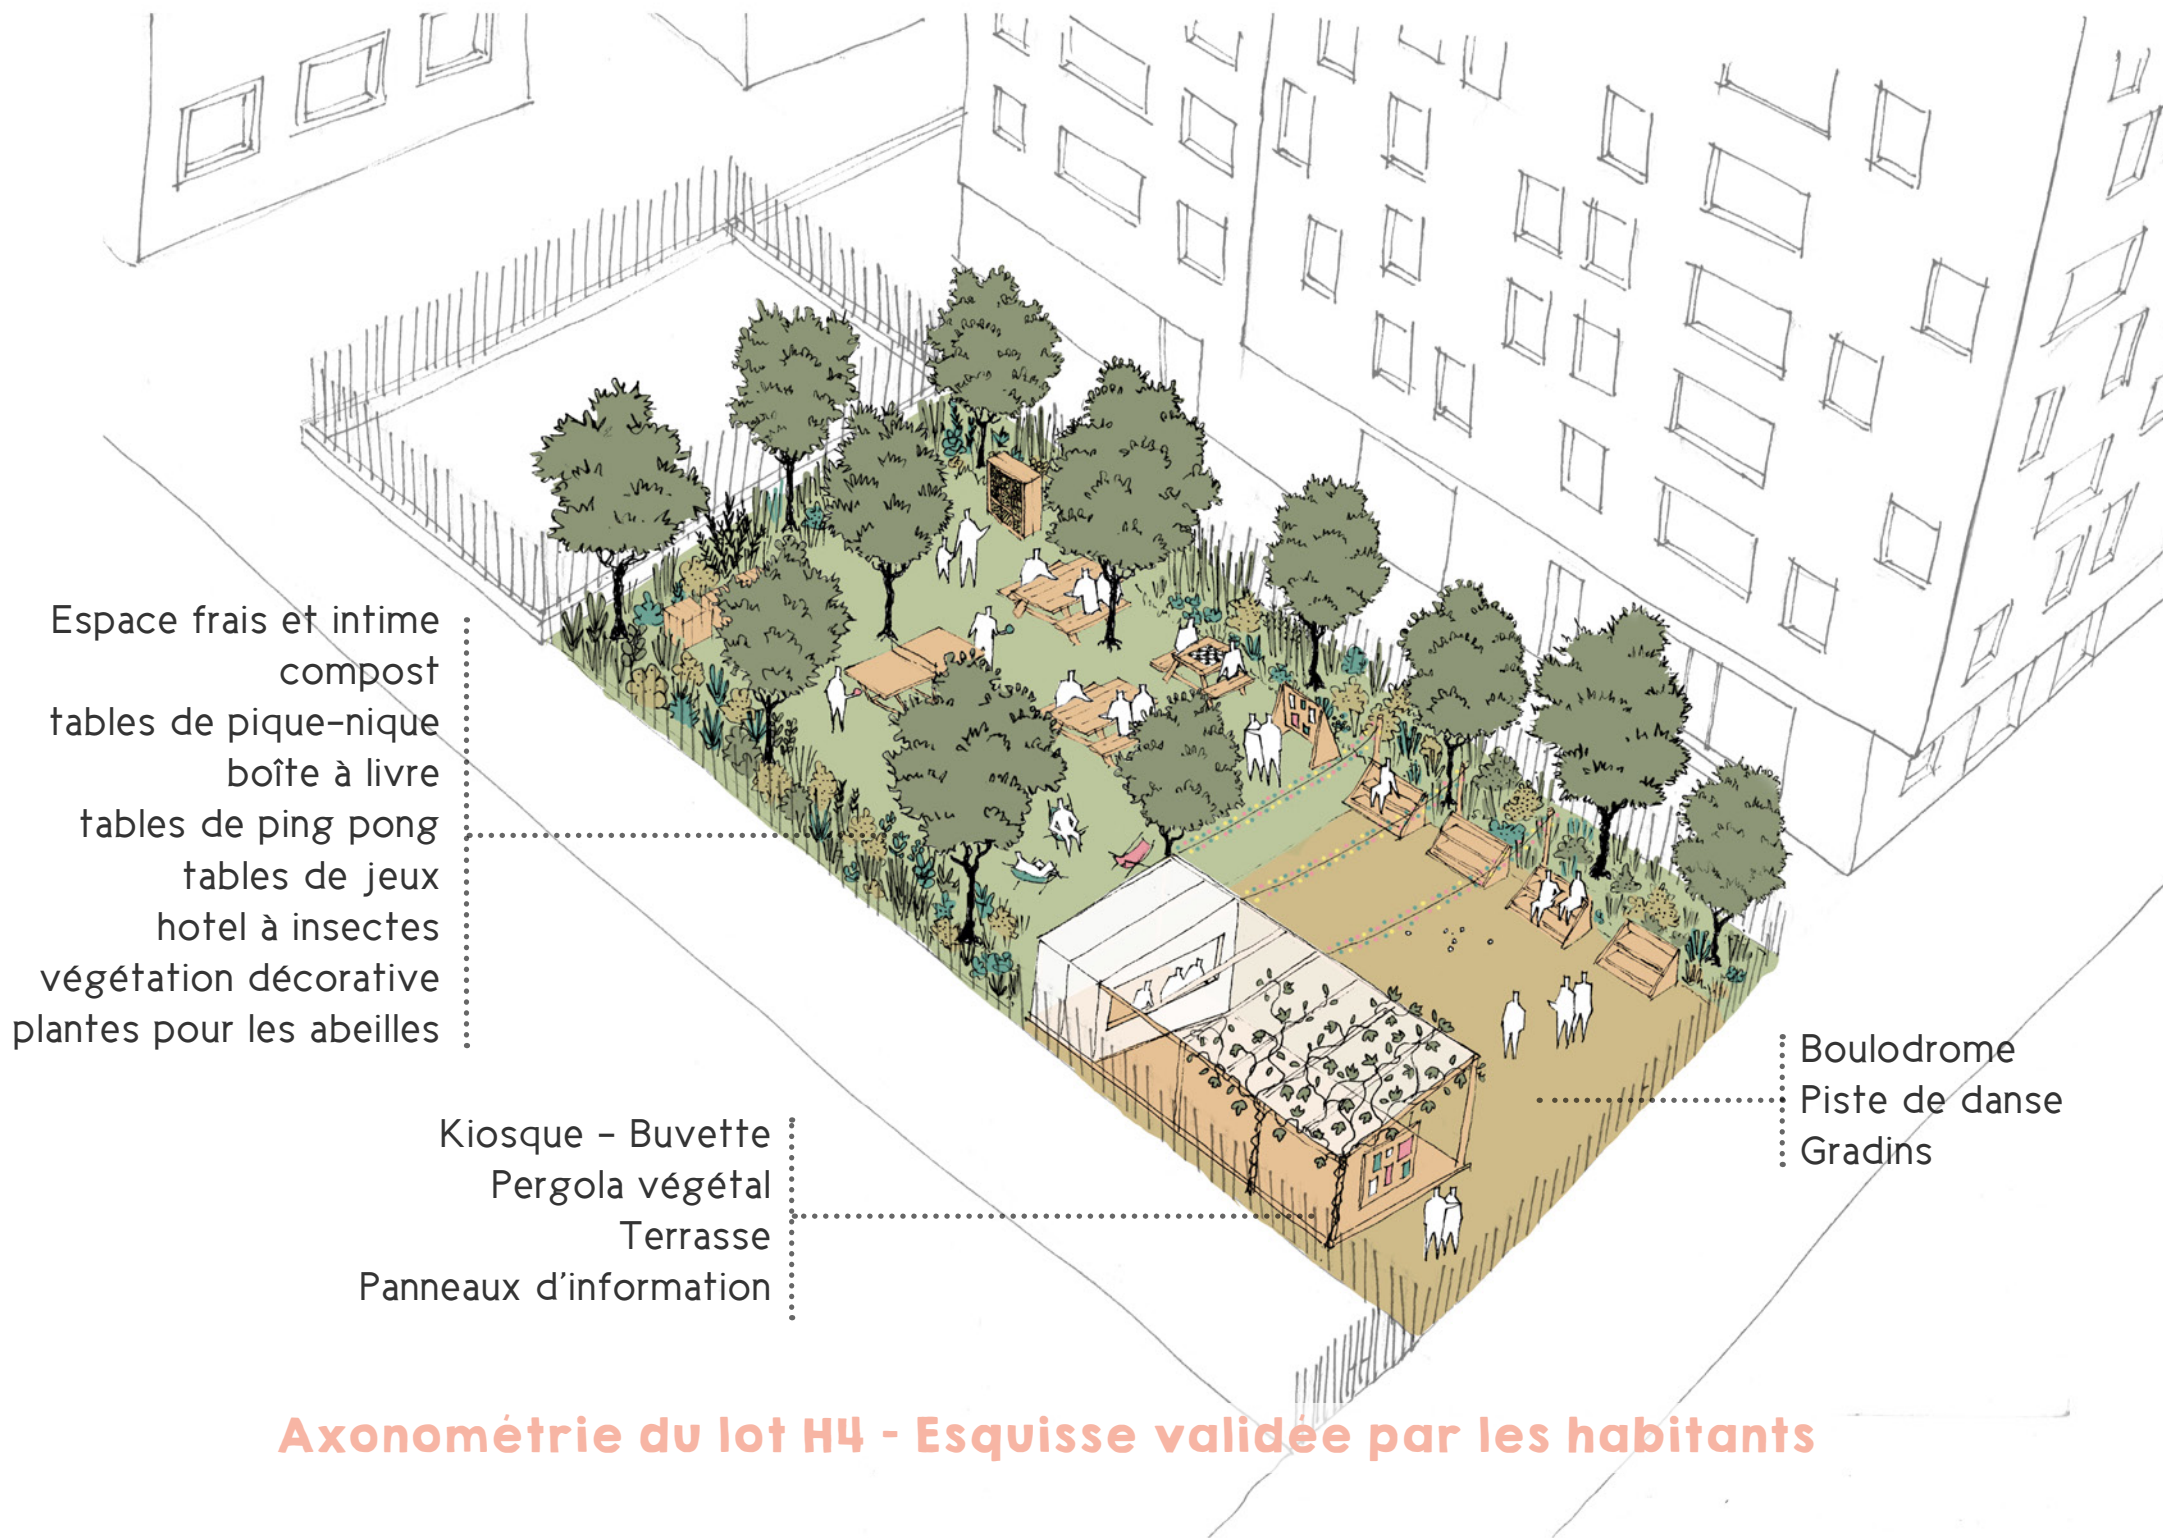 Espace frais et intime
compost
tables de pique-nique
boîte à livre
tables de ping pong
tables de jeux
hotel à insectes
végétation décorative
plantes pour les abeilles
Kiosque - Buvette
Pergola végétal
Terrasse
Panneaux d'information
Boulodrome
Piste de danse
Gradins
Axonométrie du lot H4 - Esquisse validée par les habitants